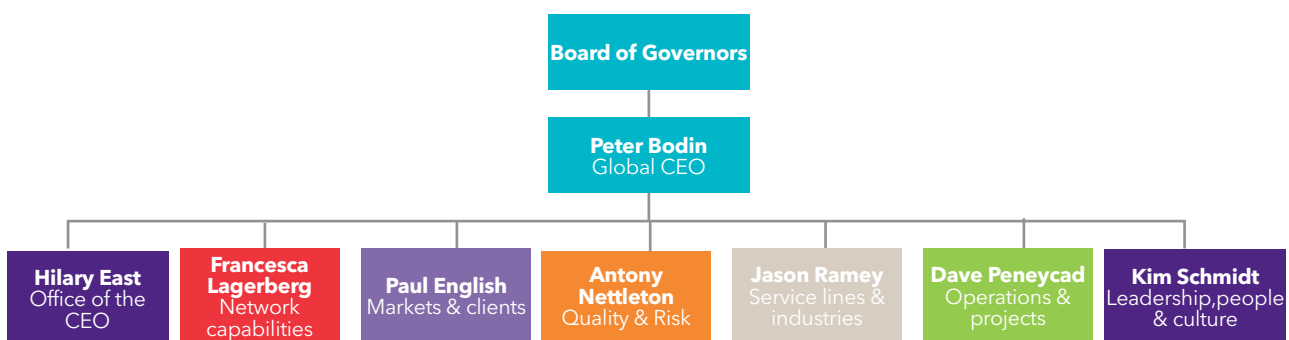 Board of Governors
Peter Bodin
Global CEO
Hilary East
Office of the
CEO
Francesca
Lagerberg
Network
capabilities
Paul English
Markets & clients
Antony
Nettleton
Quality & Risk
Jason Ramey
Service lines &
industries
Dave Peneycad
Operations &
projects
Kim Schmidt
Leadership,people
& culture